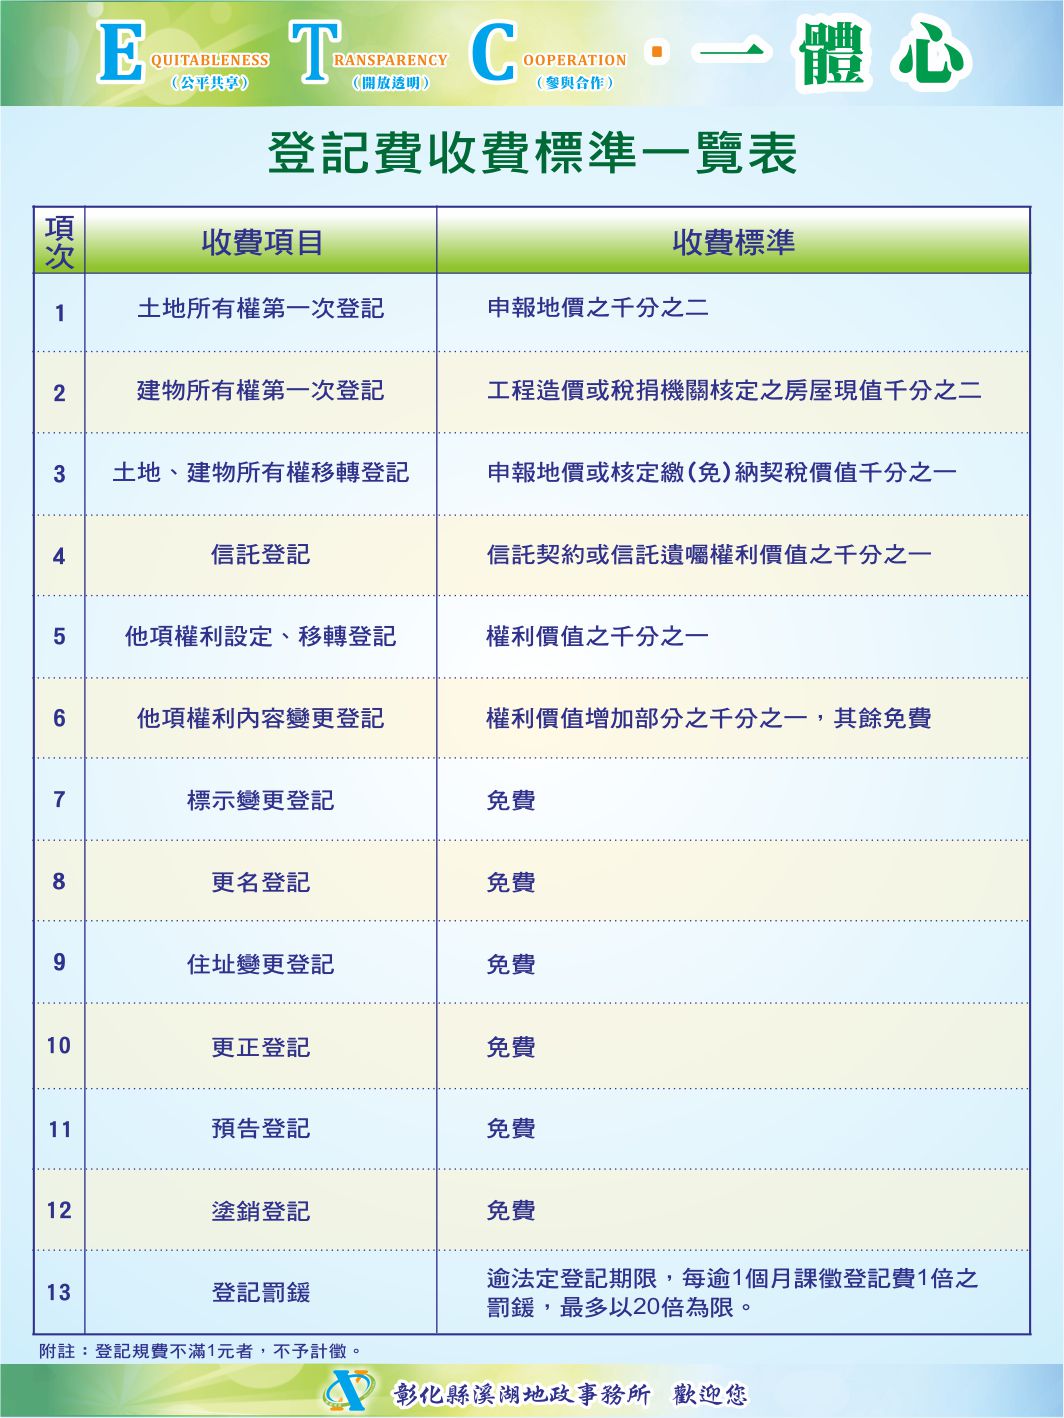 EQUITABLENESS TRANSPARENCY COOPERATION ‧一體心
(公平共享) (開放透明) (參與合作)
登記費收費標準一覽表
項次 收費項目 收費標準
1 土地所有權第一次登記 申報地價之千分之二
2 建物所有權第一次登記 工程造價或稅捐機關核定之房屋現值千分之二
3 土地、建物所有權移轉登記 申報地價或核定繳(免)納契稅價值千分之一
4 信託登記 信託契約或信託遺囑權利價值之千分之一
5 他項權利設定、移轉登記 權利價值之千分之一
6 他項權利內容變更登記 權利價值增加部分之千分之一，其餘免費
7 標示變更登記 免費
8 更名登記 免費
9 住址變更登記 免費
10 更正登記 免費
11 預告登記 免費
12 塗銷登記 免費
13 登記罰鍰 逾法定登記期限，每逾1個月課徵登記費1倍之
罰鍰，最多以20倍為限。
附註：登記規費不滿1元者，不予計徵。
彰化縣溪湖地政事務所 歡迎您